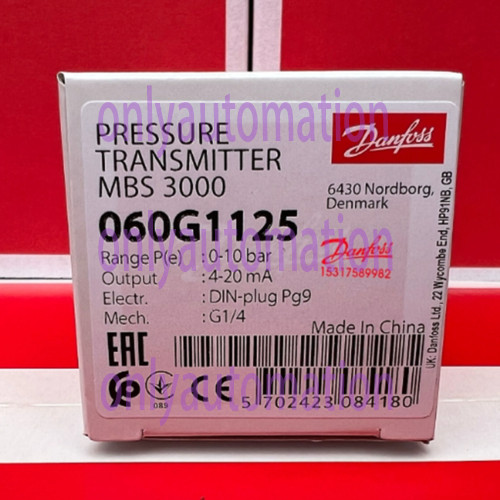 onlyautomation
PRESSURE
TRANSMITTER
MBS 3000
Danfoss
6430 Nordborg,
Denmark
060G1125
onlyautomation
Range P(e) : 0-10 bar
Output : 4-20 mA
Electr. : DIN-plug Pg9
Mech. : G1/4
Danfoss
15317589982
Made In China
UK: Danfoss Ltd., 22 Wycombe End, HP91NB, GB
EAC
085
CE
onlyautomation
5 702423 084180